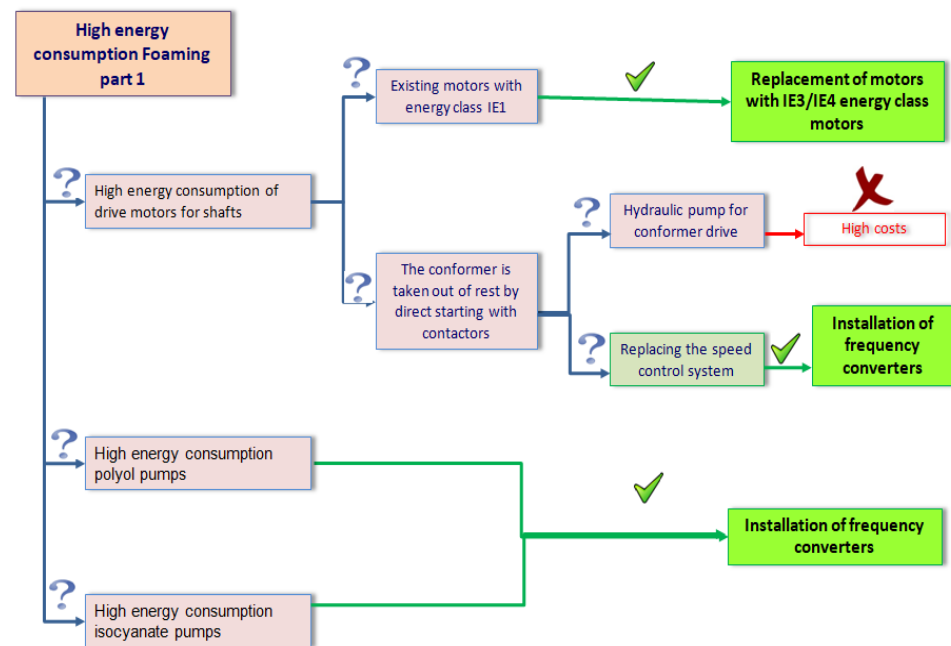 High energy
consumption Foaming
part 1
Existing motors with
energy class IE1
Replacement of motors
with IE3/IE4 energy class
motors
High energy consumption of
drive motors for shafts
Hydraulic pump for
conformer drive
High costs
The conformer is
taken out of rest by
direct starting with
contactors
Replacing the speed
control system
Installation of
frequency
converters
High energy consumption
polyol pumps
Installation of frequency
converters
High energy consumption
isocyanate pumps